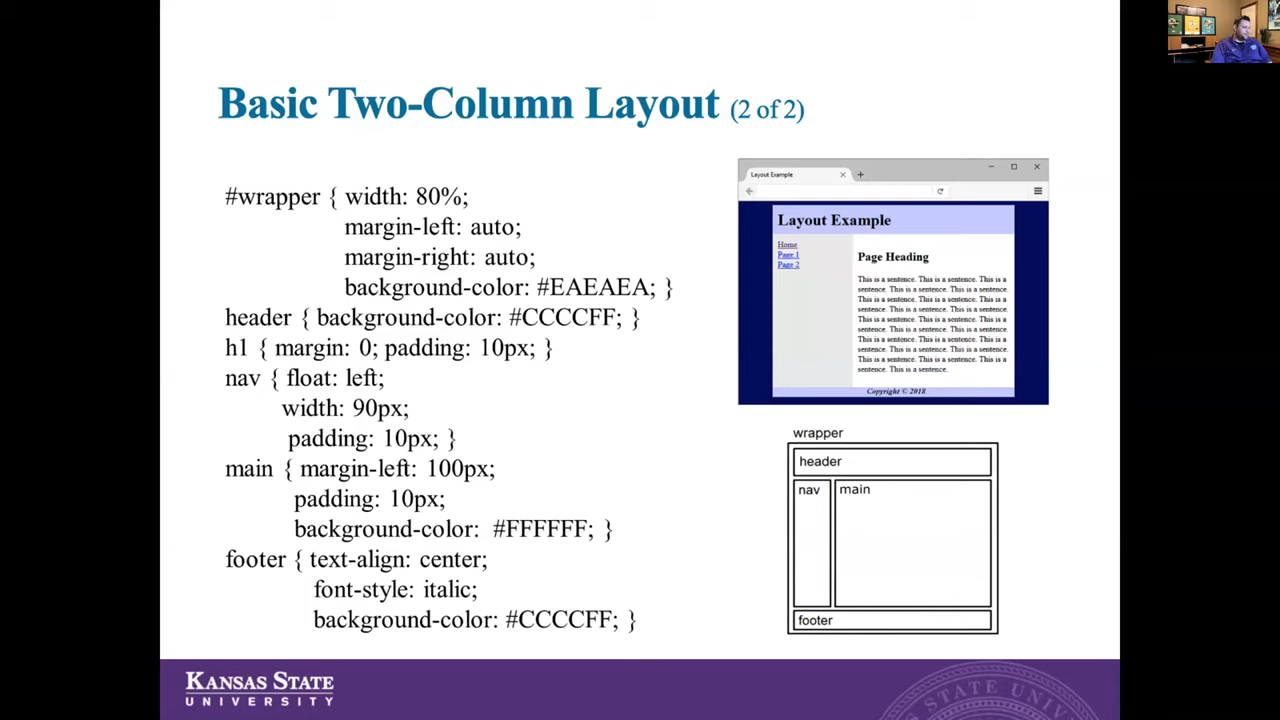 Basic Two-Column Layout (2 of 2)
#wrapper { width: 80%;
margin-left: auto;
margin-right: auto;
background-color: #EAEAEA; }
header { background-color: #CCCCFF; }
h1 { margin: 0; padding: 10px; }
nav { float: left;
width: 90px;
padding: 10px; }
main { margin-left: 100px;
padding: 10px;
background-color: #FFFFFF; }
footer { text-align: center;
font-style: italic;
background-color: #CCCCFF; }
Layout Example
Layout Example
Home
Page 1
Page 2
Page Heading
This is a sentence. This is a sentence. This is a
sentence. This is a sentence. This is a sentence.
This is a sentence. This is a sentence. This is a
sentence. This is a sentence. This is a sentence.
This is a sentence. This is a sentence. This is a
sentence. This is a sentence. This is a sentence.
This is a sentence. This is a sentence. This is a
sentence. This is a sentence. This is a sentence.
This is a sentence. This is a sentence. This is a
sentence. This is a sentence.
Copyright © 2018
wrapper
header
nav
main
footer
KANSAS STATE
UNIVERSITY
STATE UNI